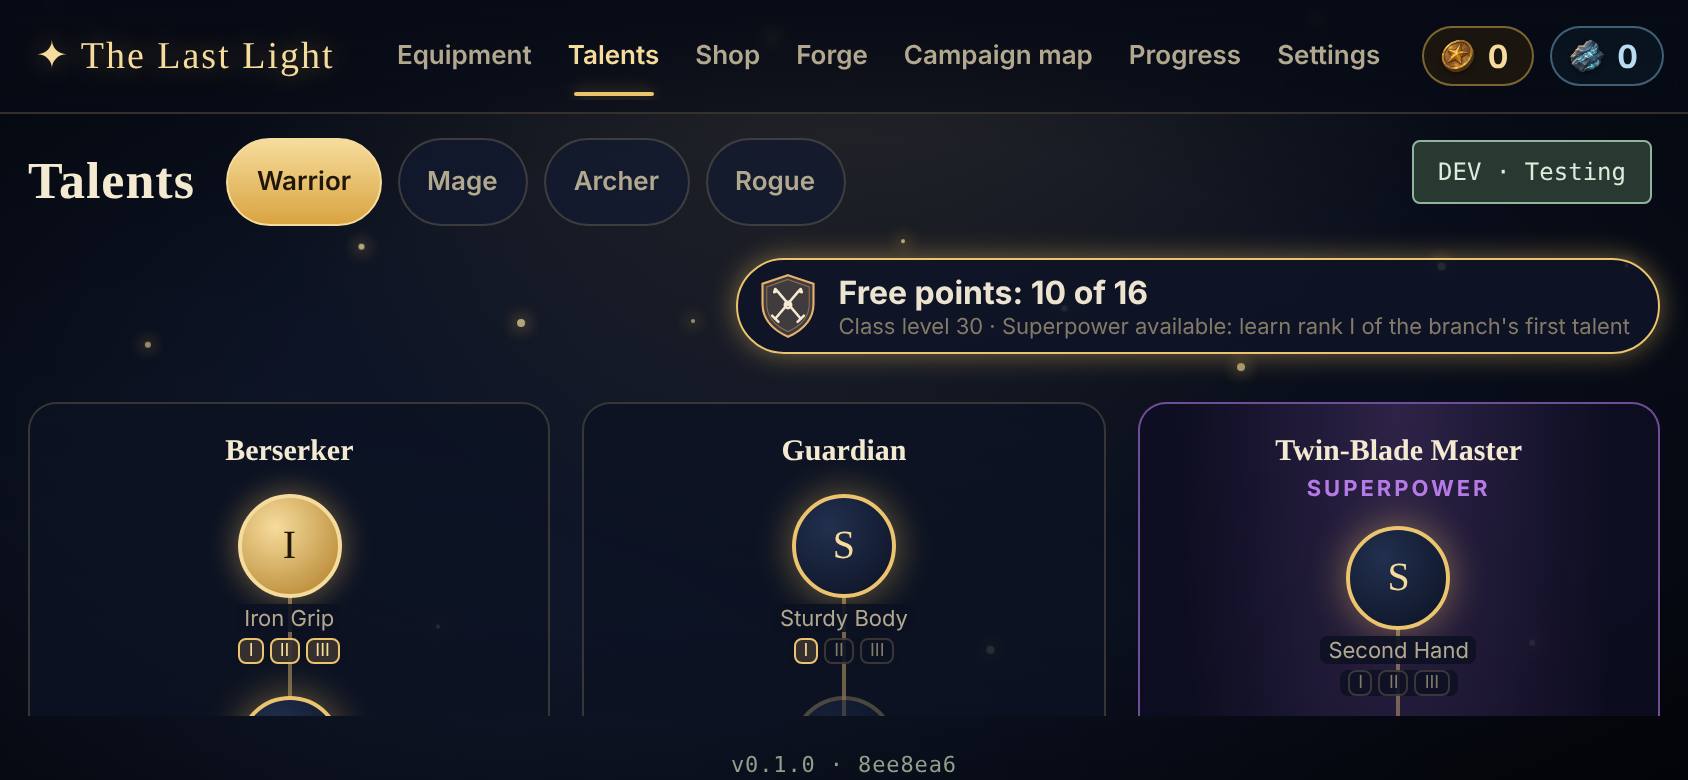 ✦ The Last Light
Equipment Talents Shop Forge Campaign map Progress Settings 0 0
Talents Warrior Mage Archer Rogue DEV · Testing
Free points: 10 of 16
Class level 30 · Superpower available: learn rank I of the branch's first talent
Berserker
I
Iron Grip
I II III
Guardian
S
Sturdy Body
I II III
Twin-Blade Master
SUPERPOWER
S
Second Hand
I II III
v0.1.0 · 8ee8ea6